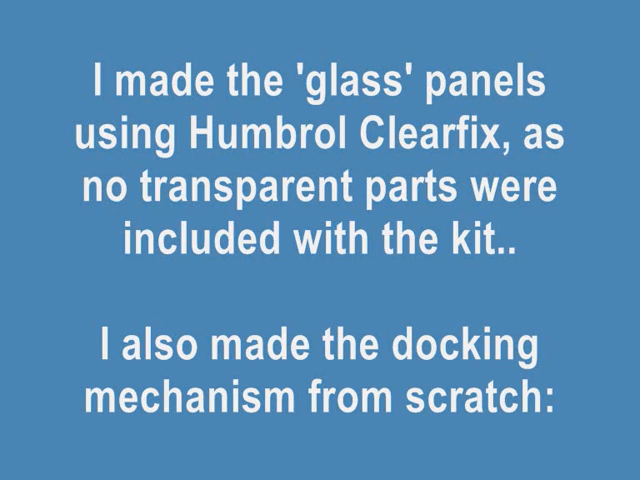 I made the 'glass' panels
using Humbrol Clearfix, as
no transparent parts were
included with the kit..
I also made the docking
mechanism from scratch: